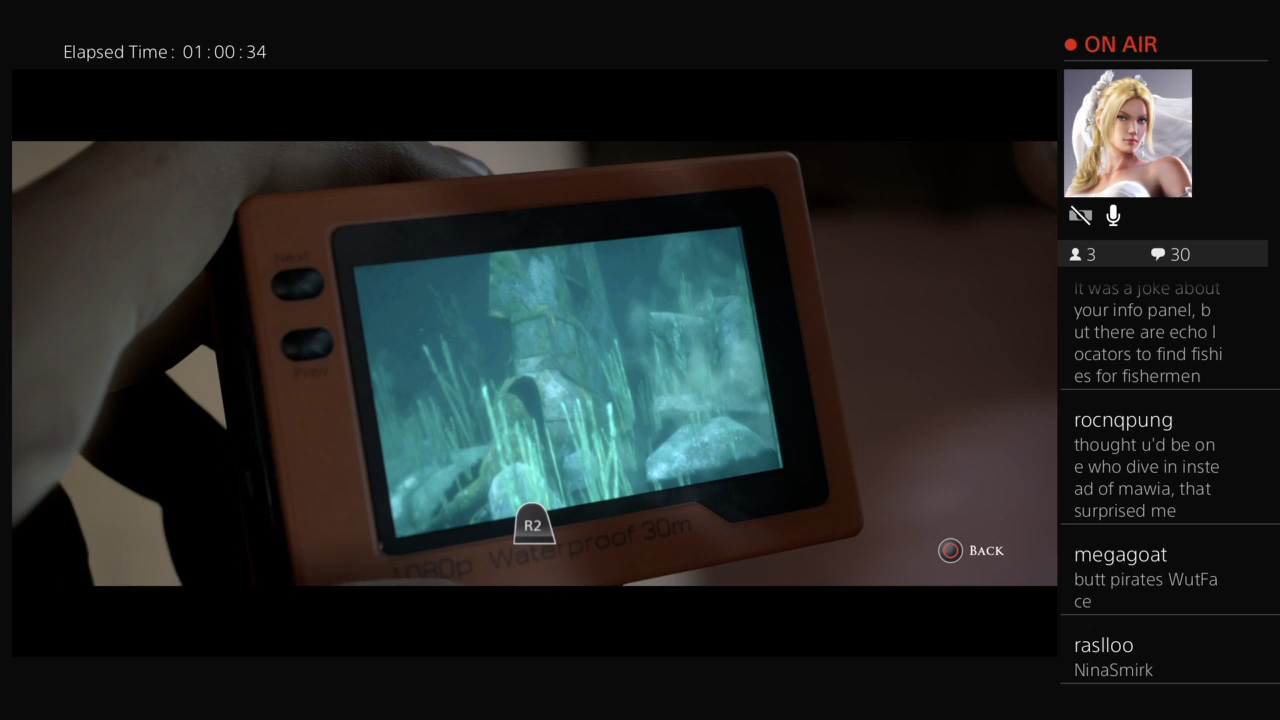 Elapsed Time: 01:00:34
ON AIR
3
30
It was a joke about
your info panel, b
ut there are echo l
ocators to find fishi
es for fishermen
rocnqpung
thought u'd be on
e who dive in inste
ad of mawia, that
surprised me
megagoat
butt pirates WutFa
ce
raslloo
NinaSmirk
Next
Prev
R2
1080p Waterproof 30m
BACK